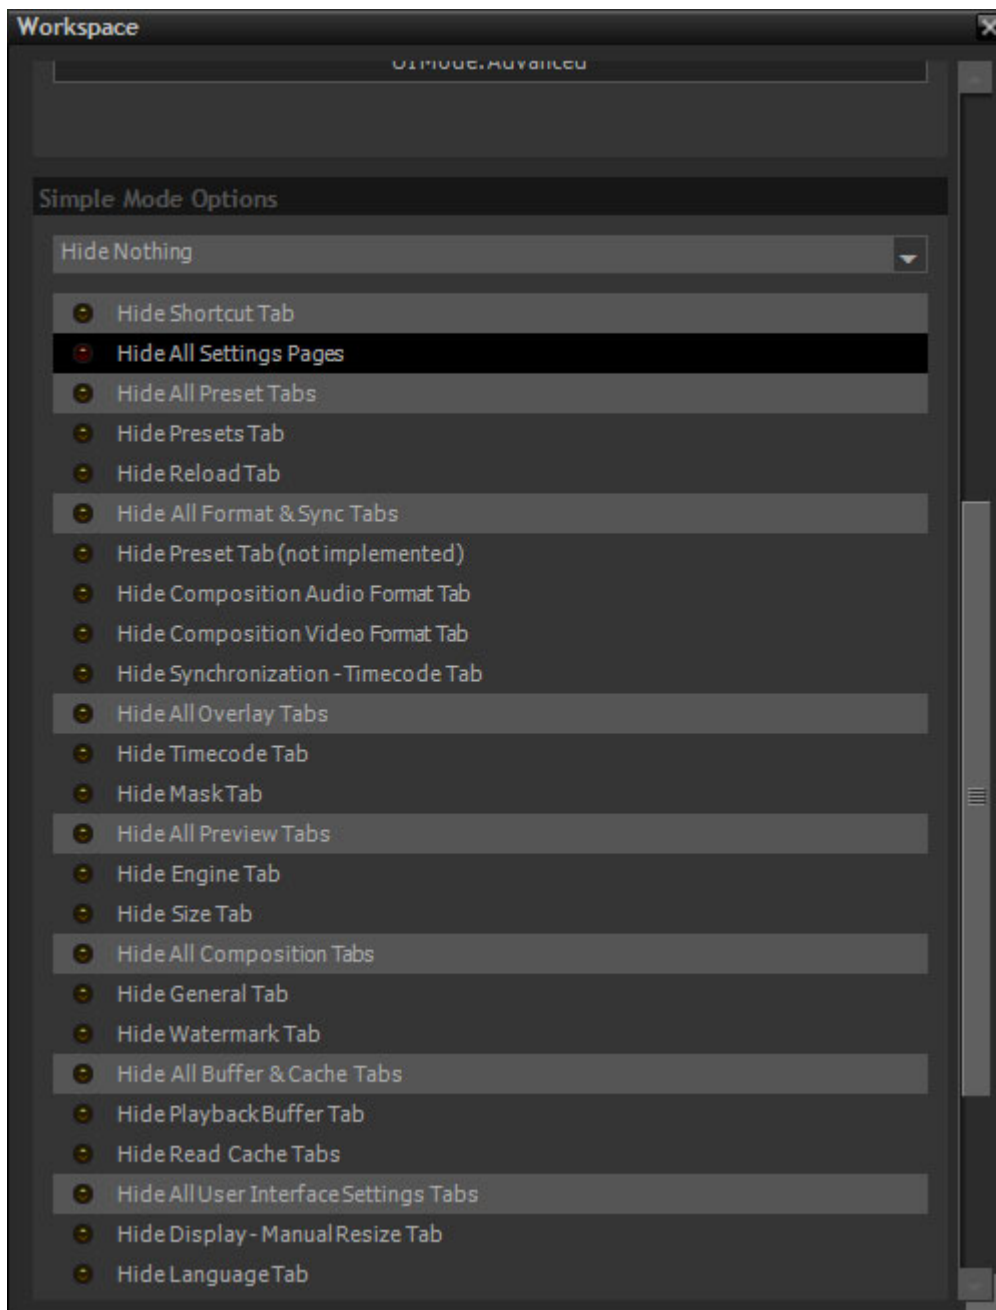 Workspace
UIMode:Advanced
Simple Mode Options
Hide Nothing
Hide Shortcut Tab
Hide All Settings Pages
Hide All Preset Tabs
Hide Presets Tab
Hide Reload Tab
Hide All Format & Sync Tabs
Hide Preset Tab (not implemented)
Hide Composition Audio Format Tab
Hide Composition Video Format Tab
Hide Synchronization - Timecode Tab
Hide All Overlay Tabs
Hide Timecode Tab
Hide Mask Tab
Hide All Preview Tabs
Hide Engine Tab
Hide Size Tab
Hide All Composition Tabs
Hide General Tab
Hide Watermark Tab
Hide All Buffer & Cache Tabs
Hide Playback Buffer Tab
Hide Read Cache Tabs
Hide All User Interface Settings Tabs
Hide Display - Manual Resize Tab
Hide Language Tab